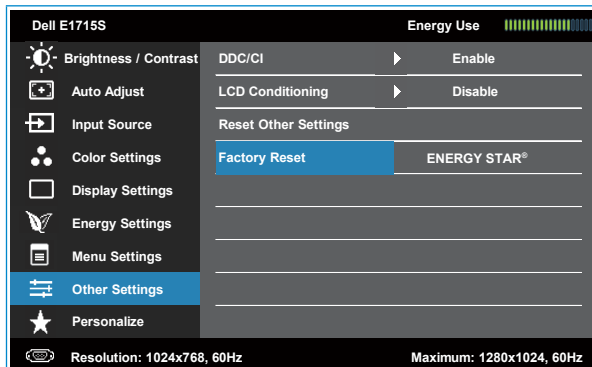 Dell E1715S Energy Use
Brightness / Contrast DDC/CI Enable
Auto Adjust LCD Conditioning Disable
Input Source Reset Other Settings
Color Settings Factory Reset ENERGY STAR®
Display Settings
Energy Settings
Menu Settings
Other Settings
Personalize
Resolution: 1024x768, 60Hz Maximum: 1280x1024, 60Hz